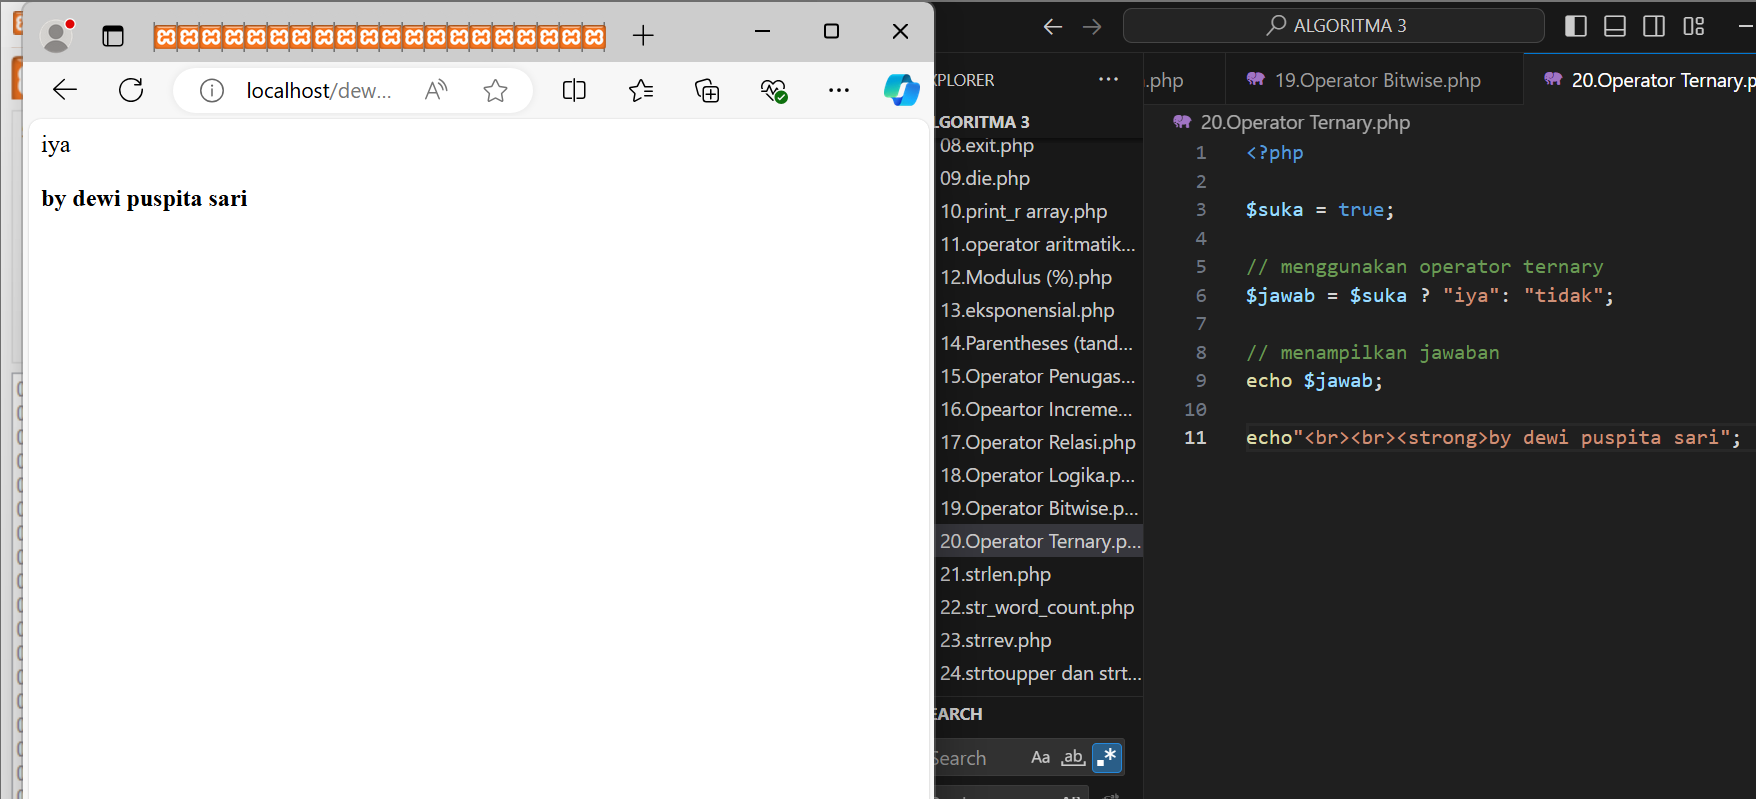 localhost/dew...
iya
by dewi puspita sari
ALGORITMA 3
XPLORER
LGORITMA 3
08.exit.php
09.die.php
10.print_r array.php
11.operator aritmatik...
12.Modulus (%).php
13.eksponensial.php
14.Parentheses (tand...
15.Operator Penugas...
16.Opeartor Increme...
17.Operator Relasi.php
18.Operator Logika.p...
19.Operator Bitwise.p...
20.Operator Ternary.p...
21.strlen.php
22.str_word_count.php
23.strrev.php
24.strtoupper dan strt...
EARCH
Search
Aa
ab
.*
.php
19.Operator Bitwise.php
20.Operator Ternary.p
20.Operator Ternary.php
1 <?php
2
3 $suka = true;
4
5 // menggunakan operator ternary
6 $jawab = $suka ? "iya": "tidak";
7
8 // menampilkan jawaban
9 echo $jawab;
10
11 echo"<br><br><strong>by dewi puspita sari";